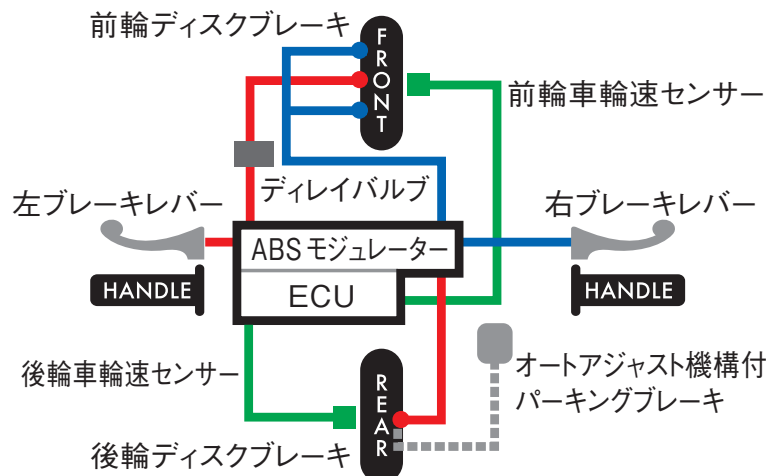 前輪ディスクブレーキ
FRONT
前輪車輪速センサー
ディレイバルブ
左ブレーキレバー
右ブレーキレバー
ABSモジュレーター
HANDLE
ECU
HANDLE
後輪車輪速センサー
REAR
オートアジャスト機構付
パーキングブレーキ
後輪ディスクブレーキ